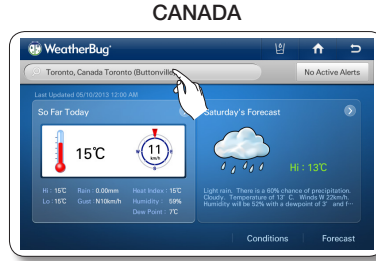 CANADA
WeatherBug
Toronto, Canada Toronto (Buttonville
No Active Alerts
Last Updated 05/10/2013 12:00 AM
So Far Today
15℃
11
km/h
Hi : 15℃ Rain : 0.00mm Heat Index : 15℃
Lo : 15℃ Gust : N10km/h Humidity : 59%
Dew Point : 7℃
Saturday's Forecast
Hi : 13℃
Light rain. There is a 60% chance of precipitation.
Cloudy. Temperature of 13° C. Winds W 22km/h.
Humidity will be 52% with a dewpoint of 3° and f···
Conditions Forecast